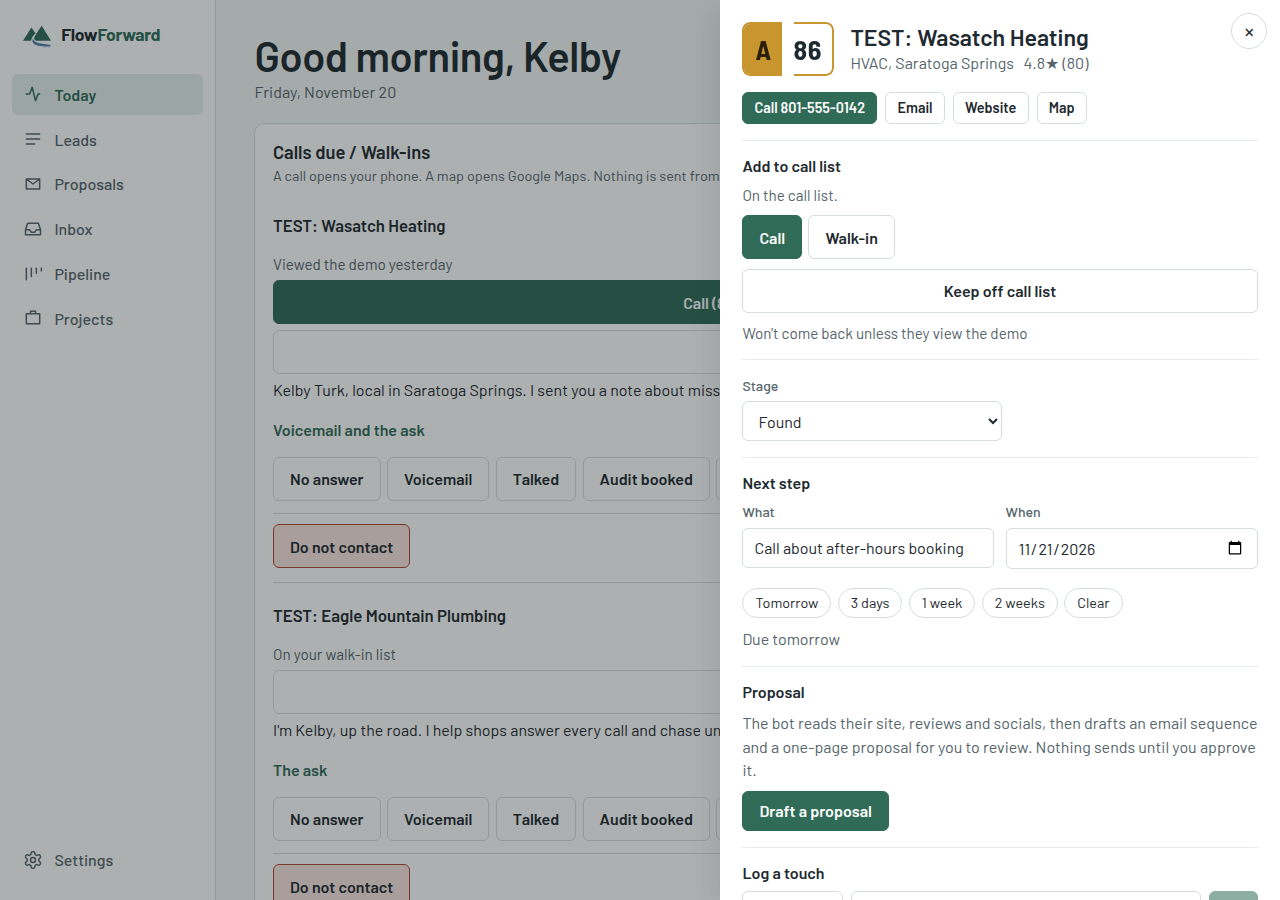 FlowForward
Today
Leads
Proposals
Inbox
Pipeline
Projects
Settings
Good morning, Kelby
Friday, November 20
Calls due / Walk-ins
A call opens your phone. A map opens Google Maps. Nothing is sent from
TEST: Wasatch Heating
Viewed the demo yesterday
Call (8
Kelby Turk, local in Saratoga Springs. I sent you a note about miss
Voicemail and the ask
No answer
Voicemail
Talked
Audit booked
Do not contact
TEST: Eagle Mountain Plumbing
On your walk-in list
I'm Kelby, up the road. I help shops answer every call and chase un
The ask
No answer
Voicemail
Talked
Audit booked
Do not contact
A 86
TEST: Wasatch Heating
HVAC, Saratoga Springs 4.8★ (80)
×
Call 801-555-0142
Email
Website
Map
Add to call list
On the call list.
Call
Walk-in
Keep off call list
Won't come back unless they view the demo
Stage
Found
Next step
What
When
Call about after-hours booking
11/21/2026
Tomorrow
3 days
1 week
2 weeks
Clear
Due tomorrow
Proposal
The bot reads their site, reviews and socials, then drafts an email sequence
and a one-page proposal for you to review. Nothing sends until you approve
it.
Draft a proposal
Log a touch